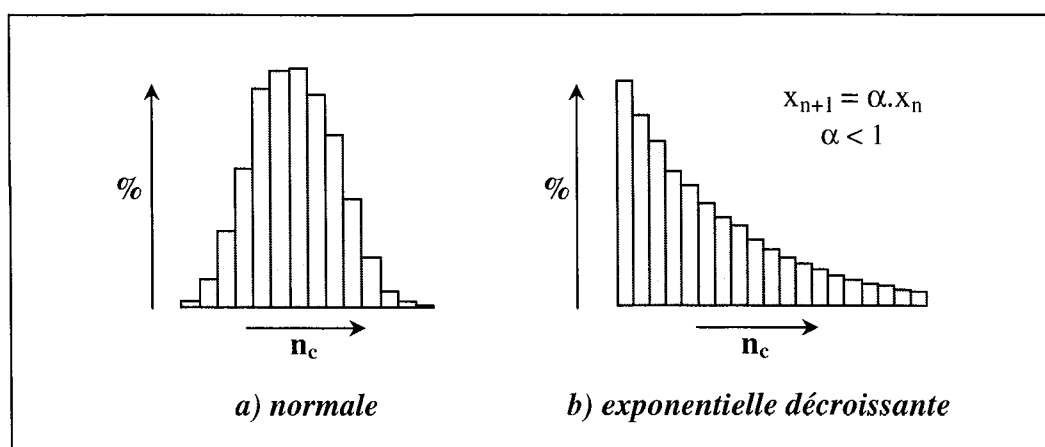 %
n_c
a) normale
%
x_{n+1} = α.x_n
α < 1
n_c
b) exponentielle décroissante